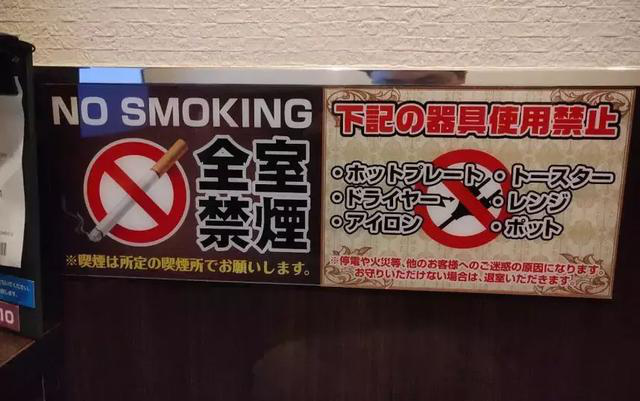 NO SMOKING
全室
禁煙
※喫煙は所定の喫煙所でお願いします。
下記の器具使用禁止
・ホットプレート・トースター
・ドライヤー・レンジ
・アイロン・ポット
※停電や火災等、他のお客様へのご迷惑の原因になります。
お守りいただけない場合は、退室いただきます。
10